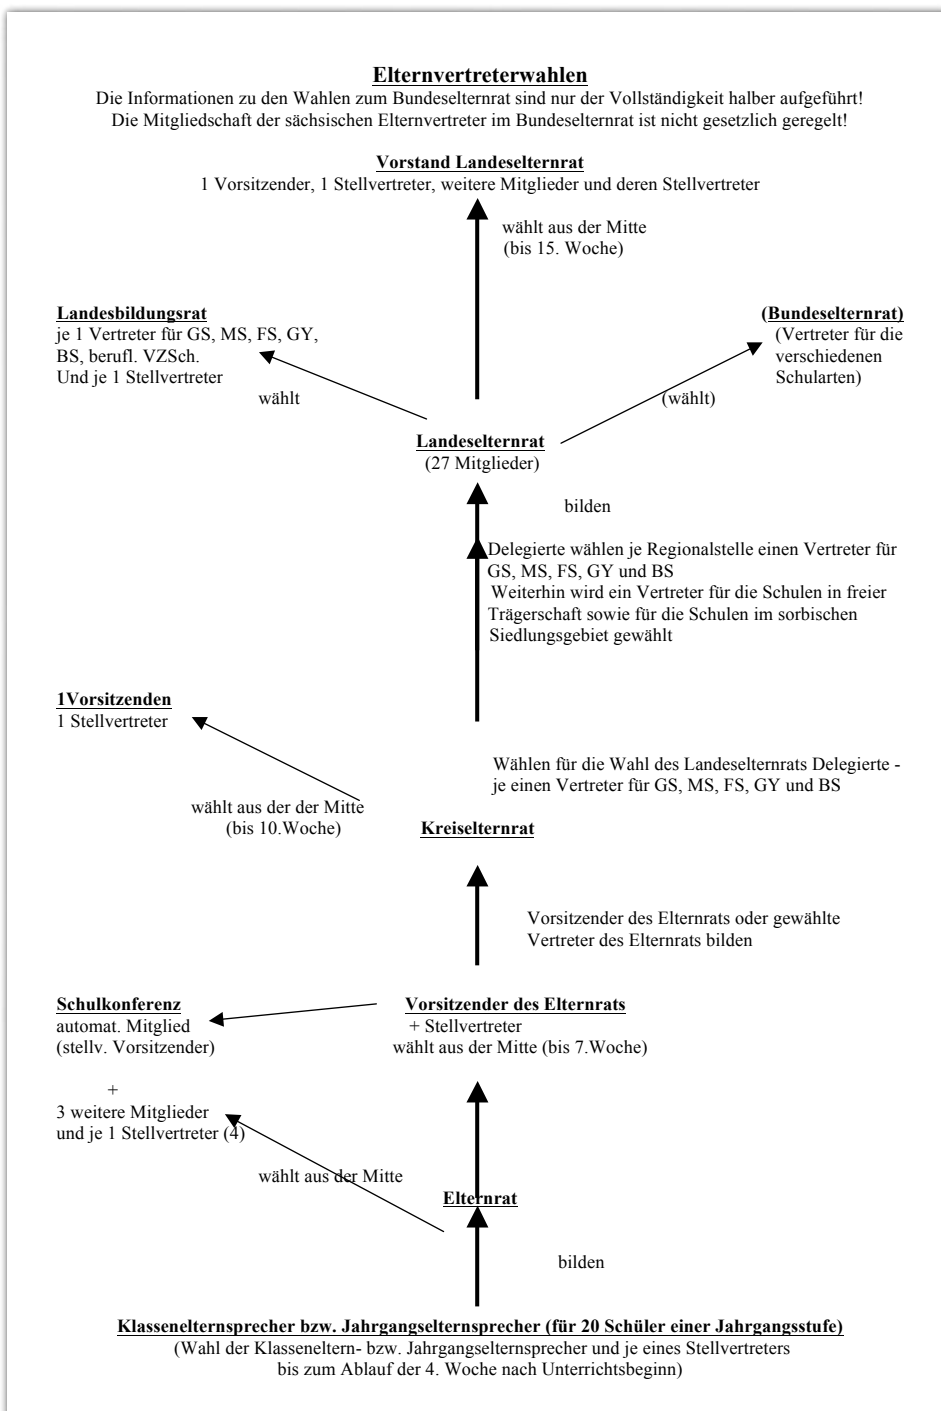 Elternvertreterwahlen
Die Informationen zu den Wahlen zum Bundeselternrat sind nur der Vollständigkeit halber aufgeführt!
Die Mitgliedschaft der sächsischen Elternvertreter im Bundeselternrat ist nicht gesetzlich geregelt!
Vorstand Landeselternrat
1 Vorsitzender, 1 Stellvertreter, weitere Mitglieder und deren Stellvertreter
wählt aus der Mitte
(bis 15. Woche)
Landesbildungsrat
je 1 Vertreter für GS, MS, FS, GY,
BS, berufl. VZSch.
Und je 1 Stellvertreter
wählt
(Bundeselternrat)
(Vertreter für die
verschiedenen
Schularten)
(wählt)
Landeselternrat
(27 Mitglieder)
bilden
Delegierte wählen je Regionalstelle einen Vertreter für
GS, MS, FS, GY und BS
Weiterhin wird ein Vertreter für die Schulen in freier
Trägerschaft sowie für die Schulen im sorbischen
Siedlungsgebiet gewählt
1Vorsitzenden
1 Stellvertreter
Wählen für die Wahl des Landeselternrats Delegierte -
je einen Vertreter für GS, MS, FS, GY und BS
wählt aus der der Mitte
(bis 10.Woche)
Kreiselternrat
Vorsitzender des Elternrats oder gewählte
Vertreter des Elternrats bilden
Schulkonferenz
automat. Mitglied
(stellv. Vorsitzender)
+
3 weitere Mitglieder
und je 1 Stellvertreter (4)
Vorsitzender des Elternrats
+ Stellvertreter
wählt aus der Mitte (bis 7.Woche)
wählt aus der Mitte
Elternrat
bilden
Klassenelternsprecher bzw. Jahrgangselternsprecher (für 20 Schüler einer Jahrgangsstufe)
(Wahl der Klasseneltern- bzw. Jahrgangselternsprecher und je eines Stellvertreters
bis zum Ablauf der 4. Woche nach Unterrichtsbeginn)